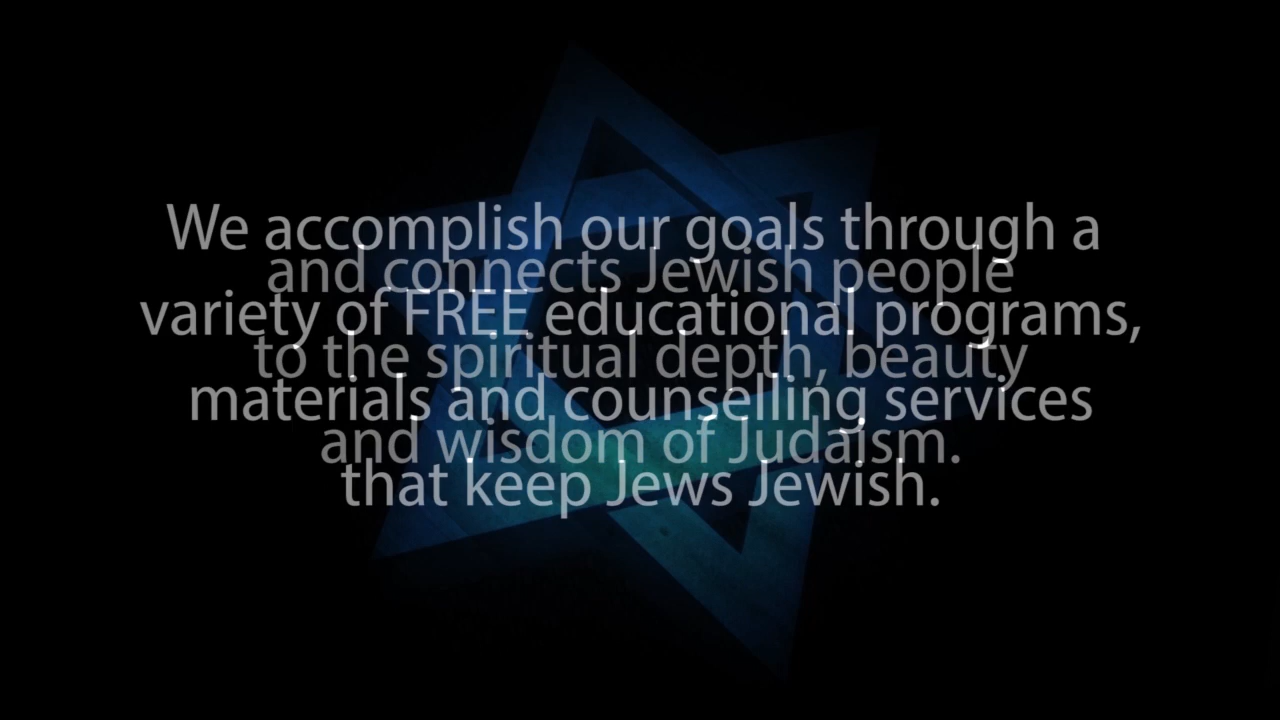 We accomplish our goals through a
and connects Jewish people
variety of FREE educational programs,
to the spiritual depth, beauty
materials and counselling services
and wisdom of Judaism.
that keep Jews Jewish.